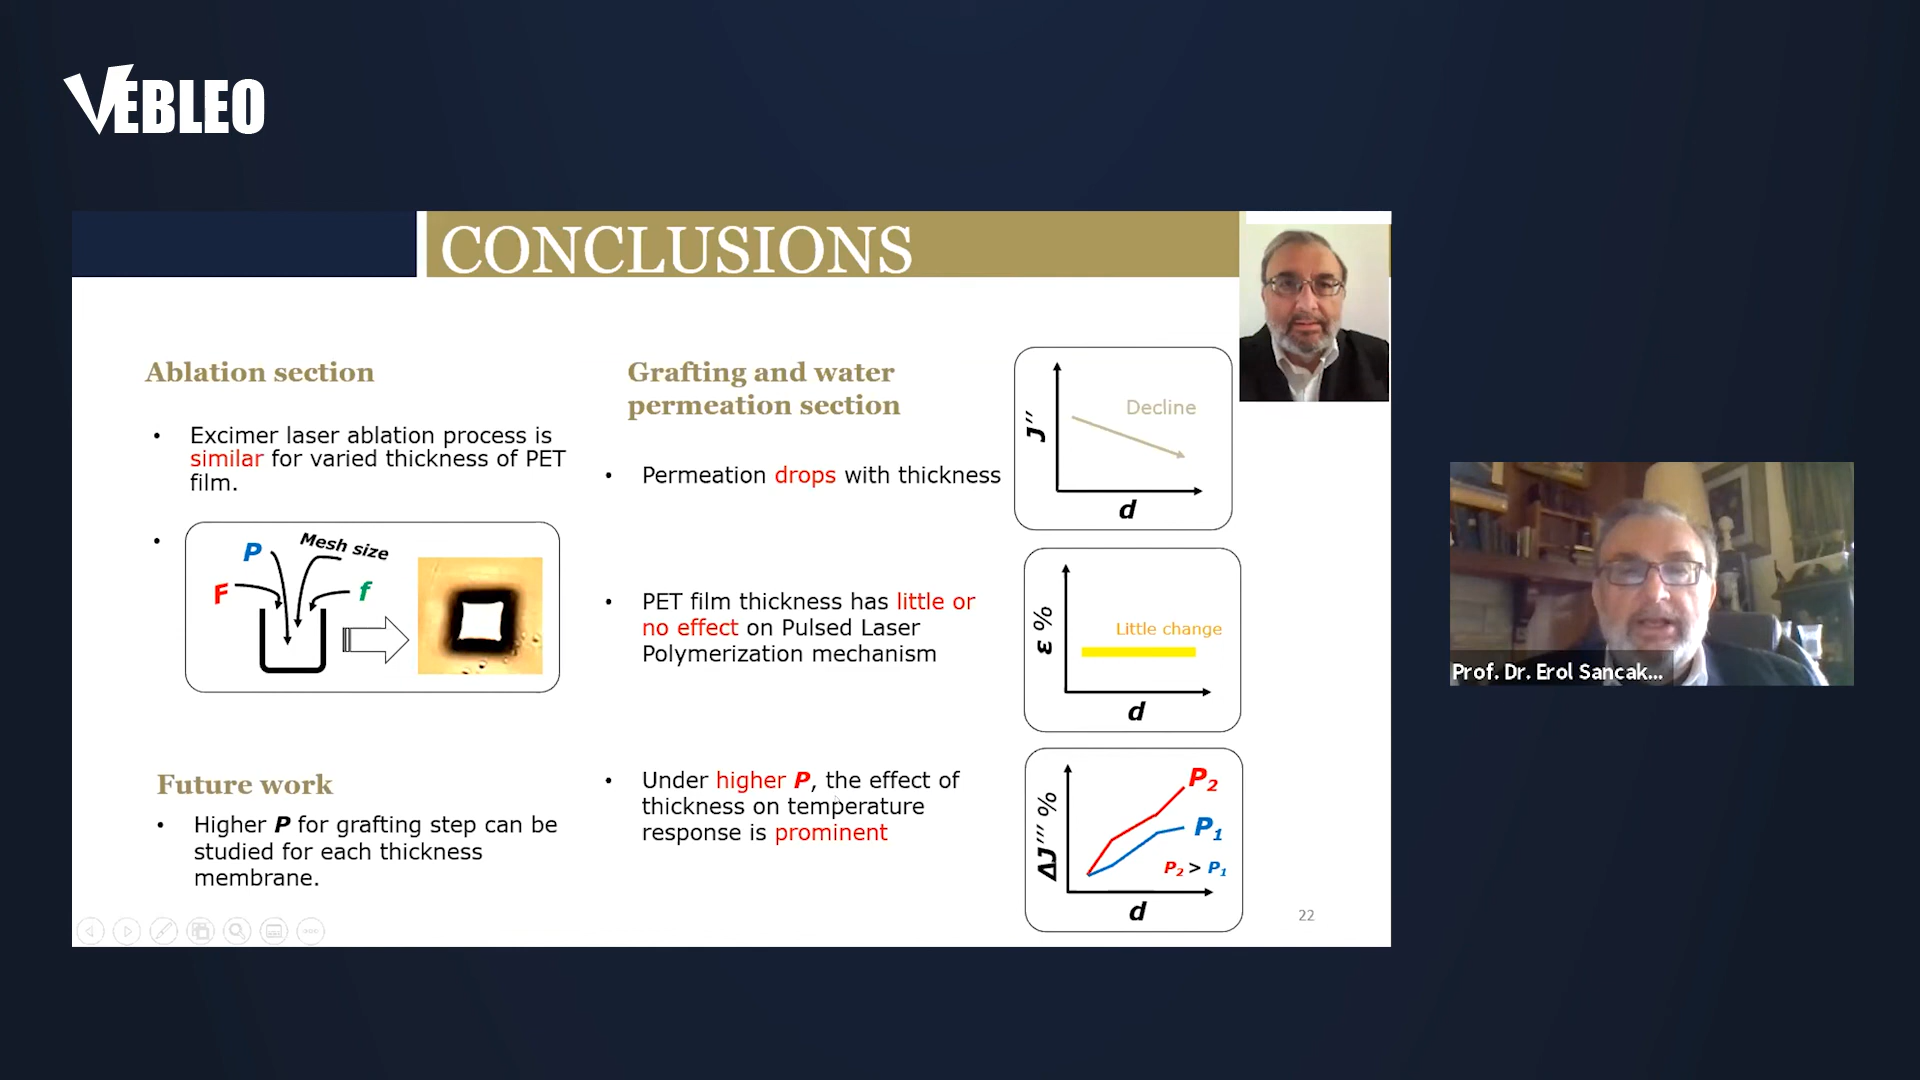 VEBLEO
CONCLUSIONS
Ablation section
• Excimer laser ablation process is
similar for varied thickness of PET
film.
•
P
Mesh size
F
f
Future work
• Higher P for grafting step can be
studied for each thickness
membrane.
Grafting and water
permeation section
• Permeation drops with thickness
• PET film thickness has little or
no effect on Pulsed Laser
Polymerization mechanism
• Under higher P, the effect of
thickness on temperature
response is prominent
J′′
Decline
d
ε %
Little change
d
ΔJ′′′ %
P₂
P₁
P₂ > P₁
d
22
Prof. Dr. Erol Sancak...